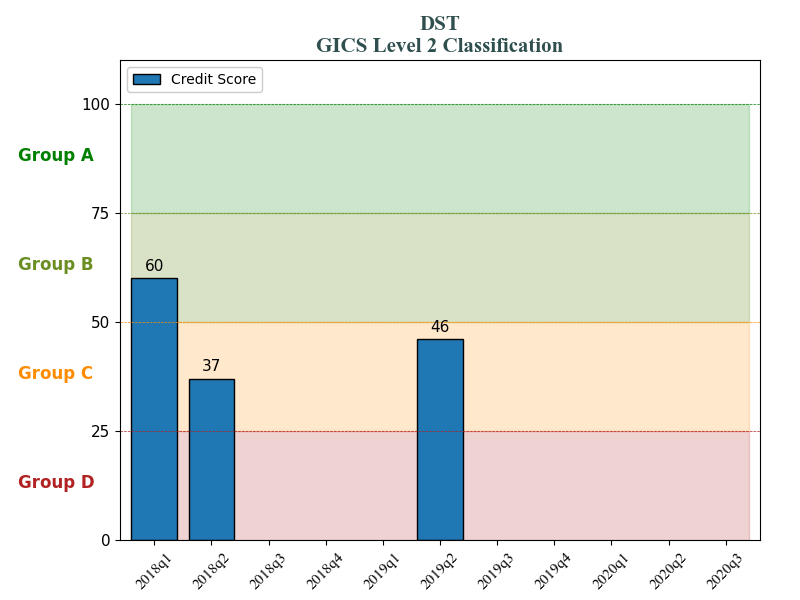 DST
GICS Level 2 Classification
Credit Score
100
Group A
75
Group B
60
50
46
Group C
37
25
Group D
0
2018q1
2018q2
2018q3
2018q4
2019q1
2019q2
2019q3
2019q4
2020q1
2020q2
2020q3